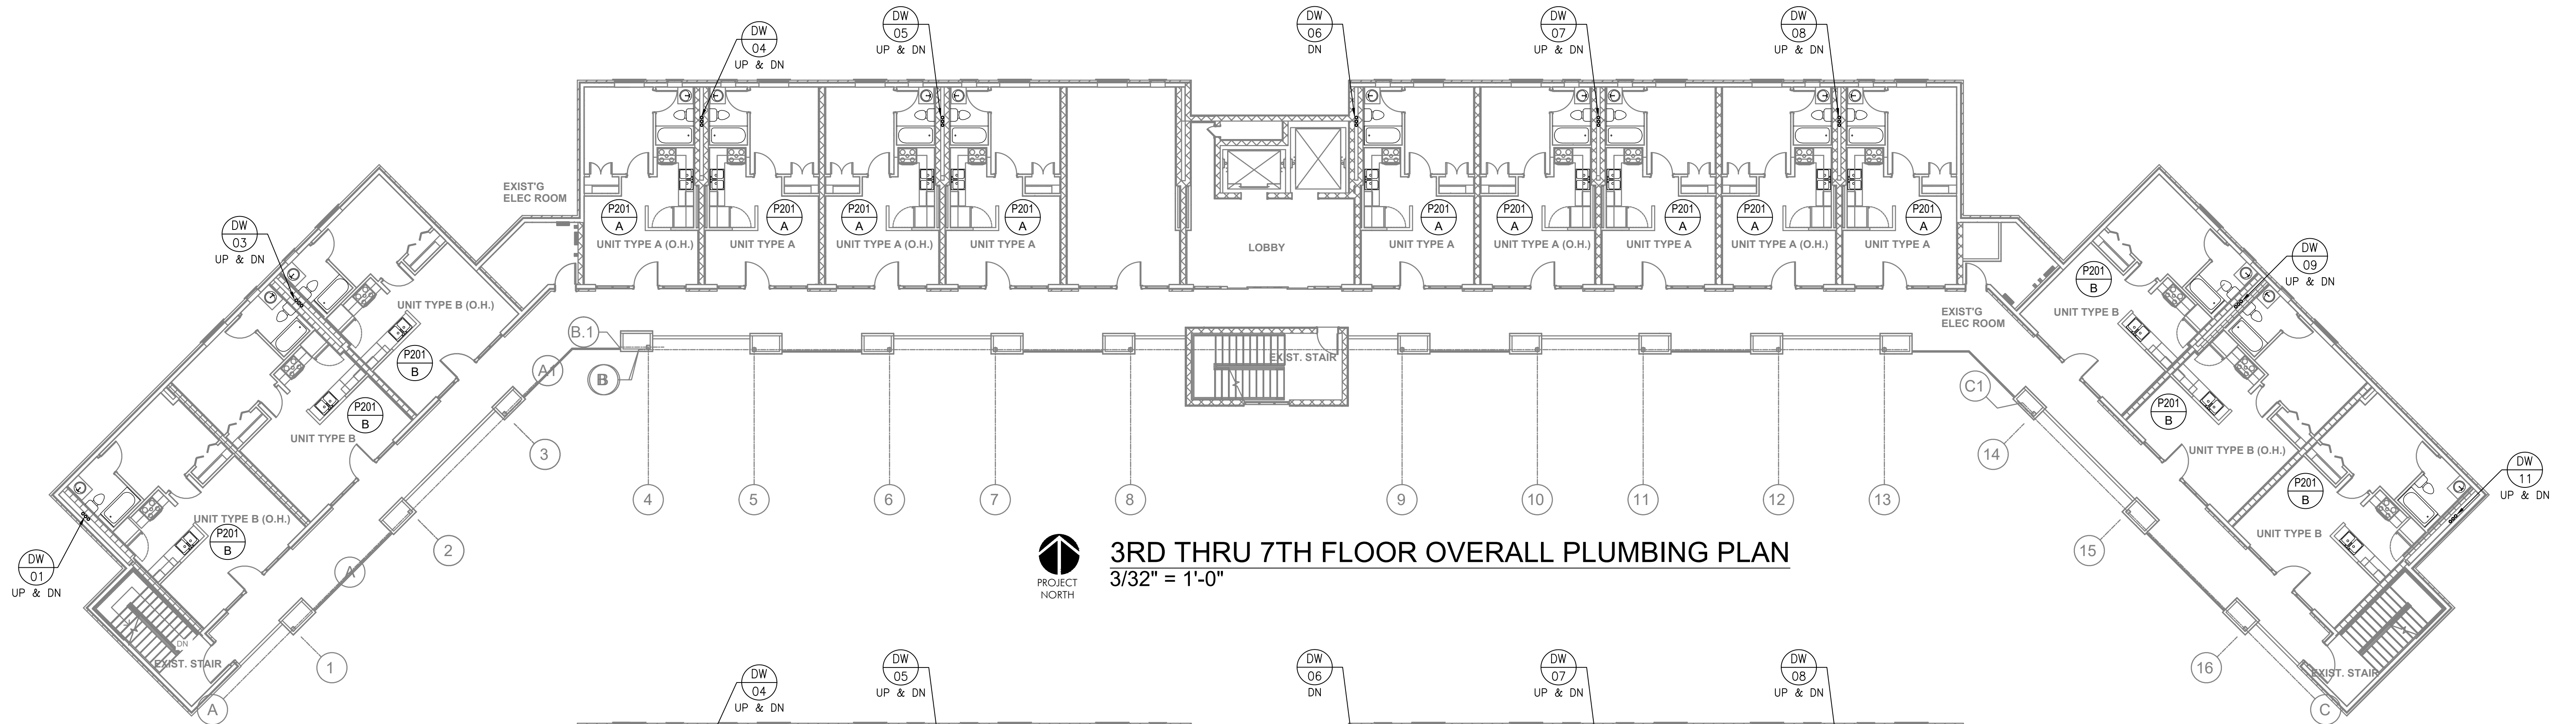 DW
04
UP & DN
DW
05
UP & DN
DW
06
DN
DW
07
UP & DN
DW
08
UP & DN
EXIST'G
ELEC ROOM
P201
A
UNIT TYPE A (O.H.)
P201
A
UNIT TYPE A
P201
A
UNIT TYPE A (O.H.)
P201
A
UNIT TYPE A
LOBBY
P201
A
UNIT TYPE A
P201
A
UNIT TYPE A (O.H.)
P201
A
UNIT TYPE A
P201
A
UNIT TYPE A (O.H.)
P201
A
UNIT TYPE A
DW
03
UP & DN
UNIT TYPE B (O.H.)
P201
B
P201
B
UNIT TYPE B
UNIT TYPE B (O.H.)
P201
B
DW
01
UP & DN
DN
EXIST. STAIR
A
A
A1
B.1
B
1
2
3
4
5
6
7
8
EXIST. STAIR
9
10
11
12
13
EXIST'G
ELEC ROOM
P201
B
UNIT TYPE B
DW
09
UP & DN
P201
B
UNIT TYPE B (O.H.)
P201
B
UNIT TYPE B
DW
11
UP & DN
C1
14
15
16
EXIST. STAIR
C
PROJECT
NORTH
3RD THRU 7TH FLOOR OVERALL PLUMBING PLAN
3/32" = 1'-0"
DW
04
UP & DN
DW
05
UP & DN
DW
06
DN
DW
07
UP & DN
DW
08
UP & DN